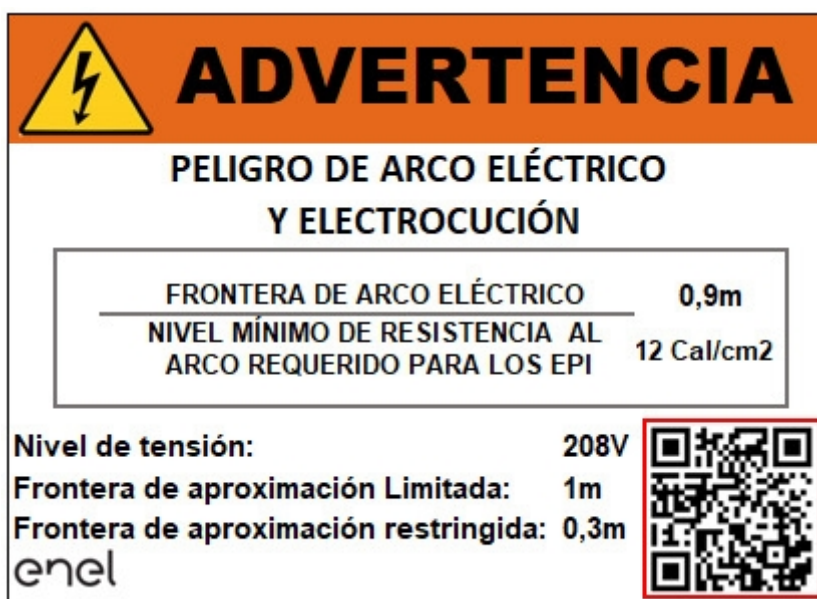 ADVERTENCIA
PELIGRO DE ARCO ELÉCTRICO
Y ELECTROCUCIÓN
FRONTERA DE ARCO ELÉCTRICO 0,9m
NIVEL MÍNIMO DE RESISTENCIA AL
ARCO REQUERIDO PARA LOS EPI 12 Cal/cm2
Nivel de tensión: 208V
Frontera de aproximación Limitada: 1m
Frontera de aproximación restringida: 0,3m
enel